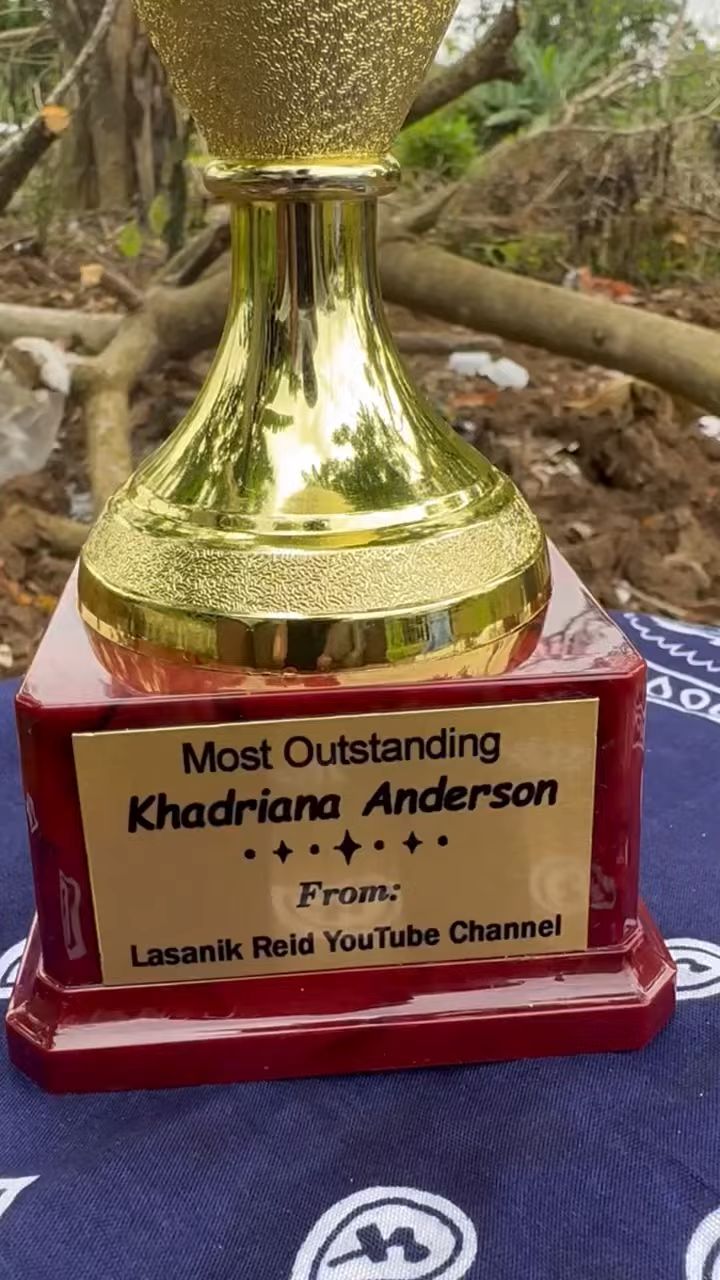 Most Outstanding
Khadriana Anderson
From:
Lasanik Reid YouTube Channel